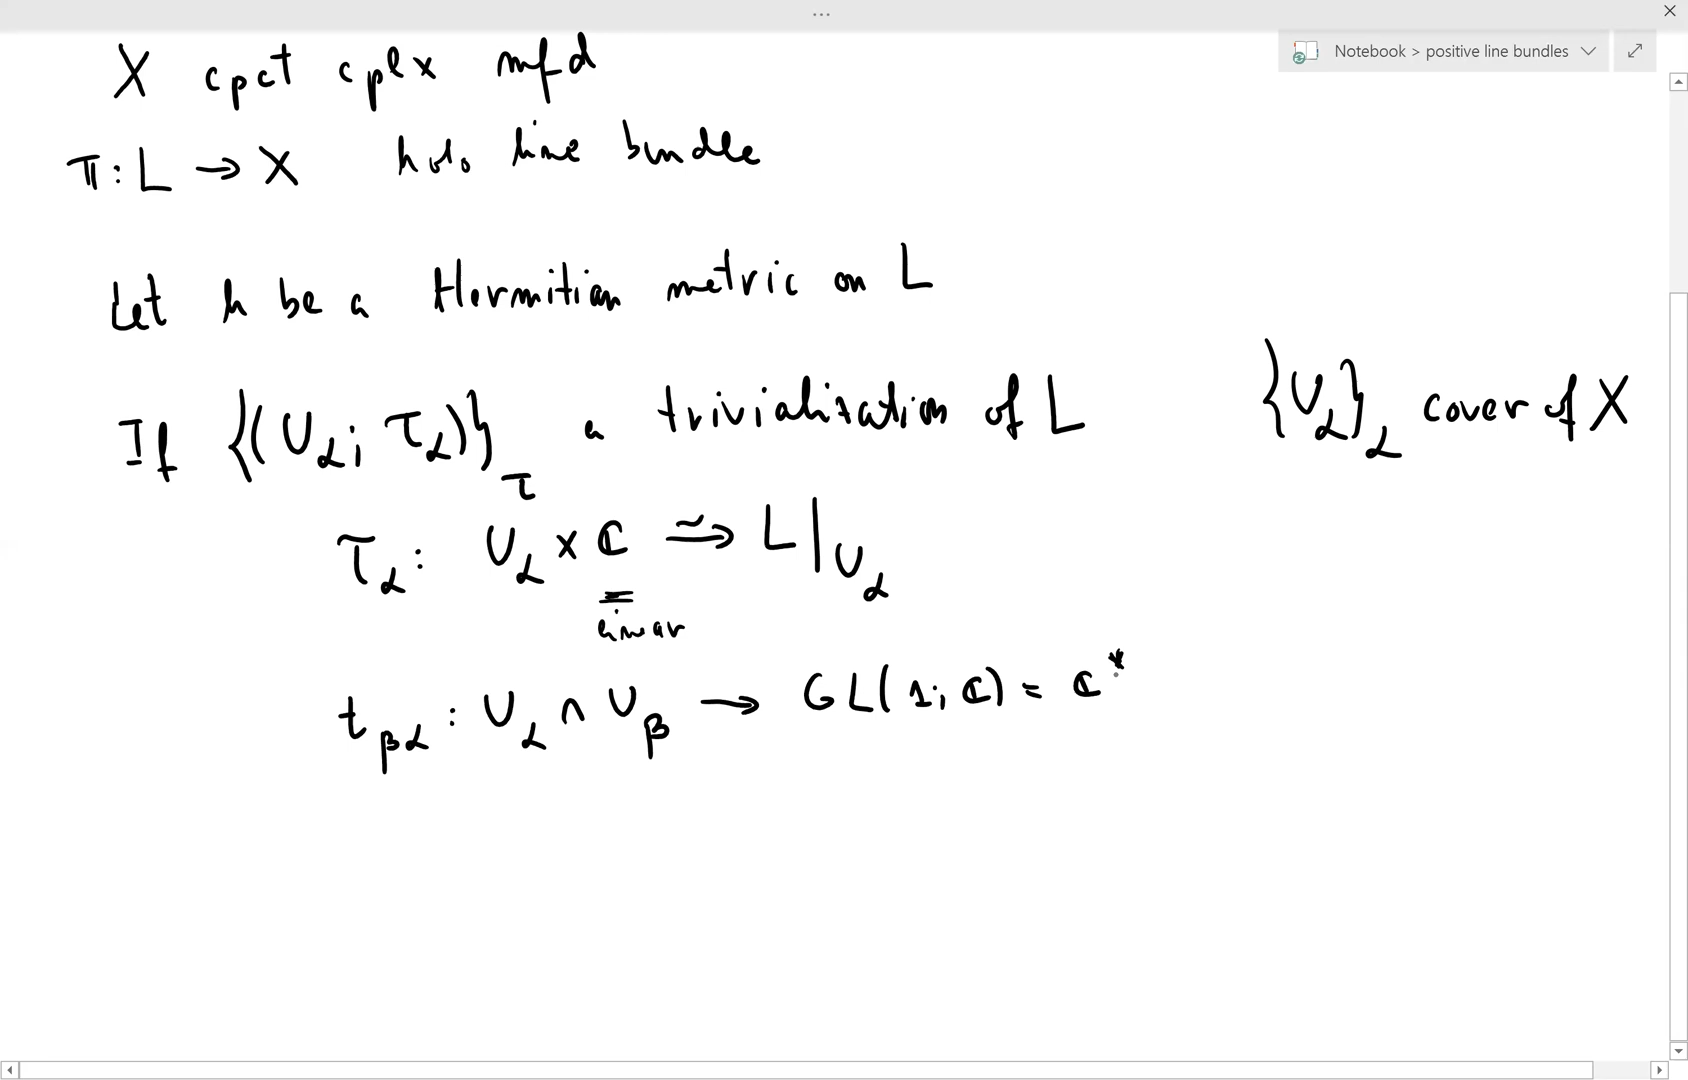 ...
Notebook > positive line bundles
X cpct cplx mfd
π: L → X holo line bundle
Let h be a Hermitian metric on L
If {(U_α; τ_α)}_τ a trivialization of L {U_α}_α cover of X
τ_α: U_α × ℂ ⥲ L|_{U_α}
linear
t_{βα} : U_α ∩ U_β → GL(1; ℂ) = ℂ*